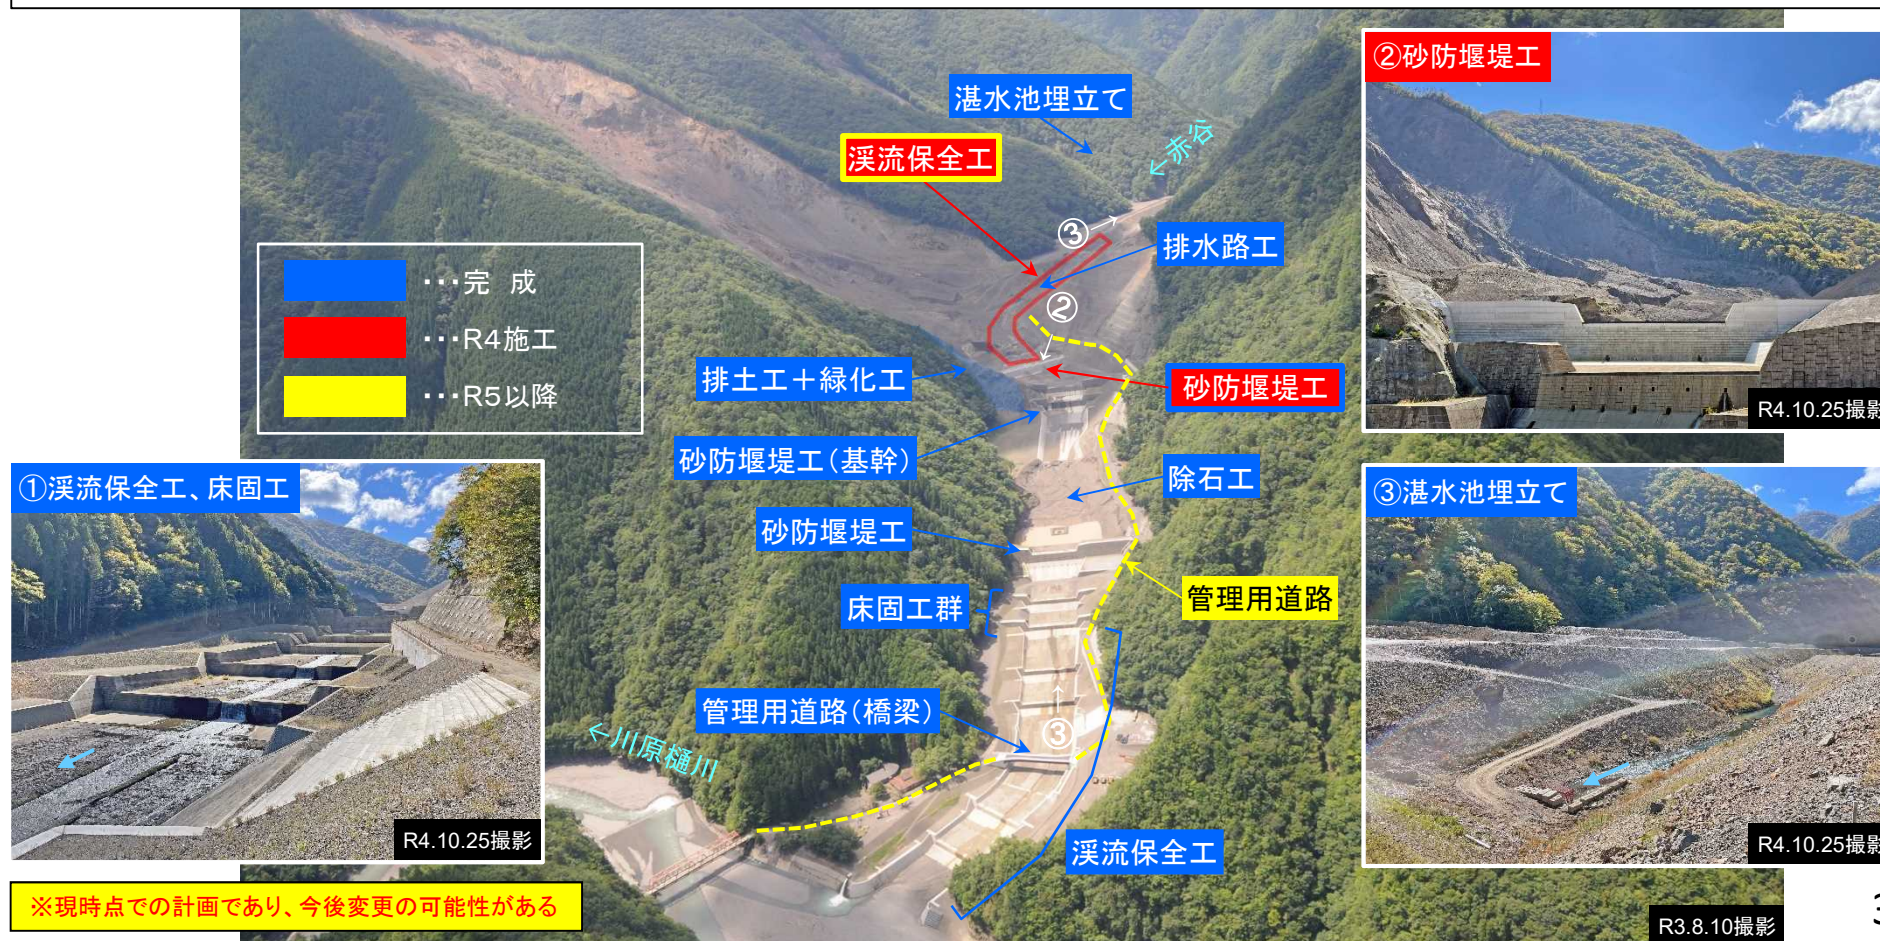 湛水池埋立て
←赤谷
渓流保全工
③→
排水路工
②
・・・完 成
・・・R4施工
・・・R5以降
排土工＋緑化工
砂防堰堤工
砂防堰堤工（基幹）
除石工
砂防堰堤工
床固工群
管理用道路
管理用道路（橋梁）
↑
③
←川原樋川
渓流保全工
②砂防堰堤工
R4.10.25撮影
①渓流保全工、床固工
R4.10.25撮影
③湛水池埋立て
R4.10.25撮影
※現時点での計画であり、今後変更の可能性がある
R3.8.10撮影